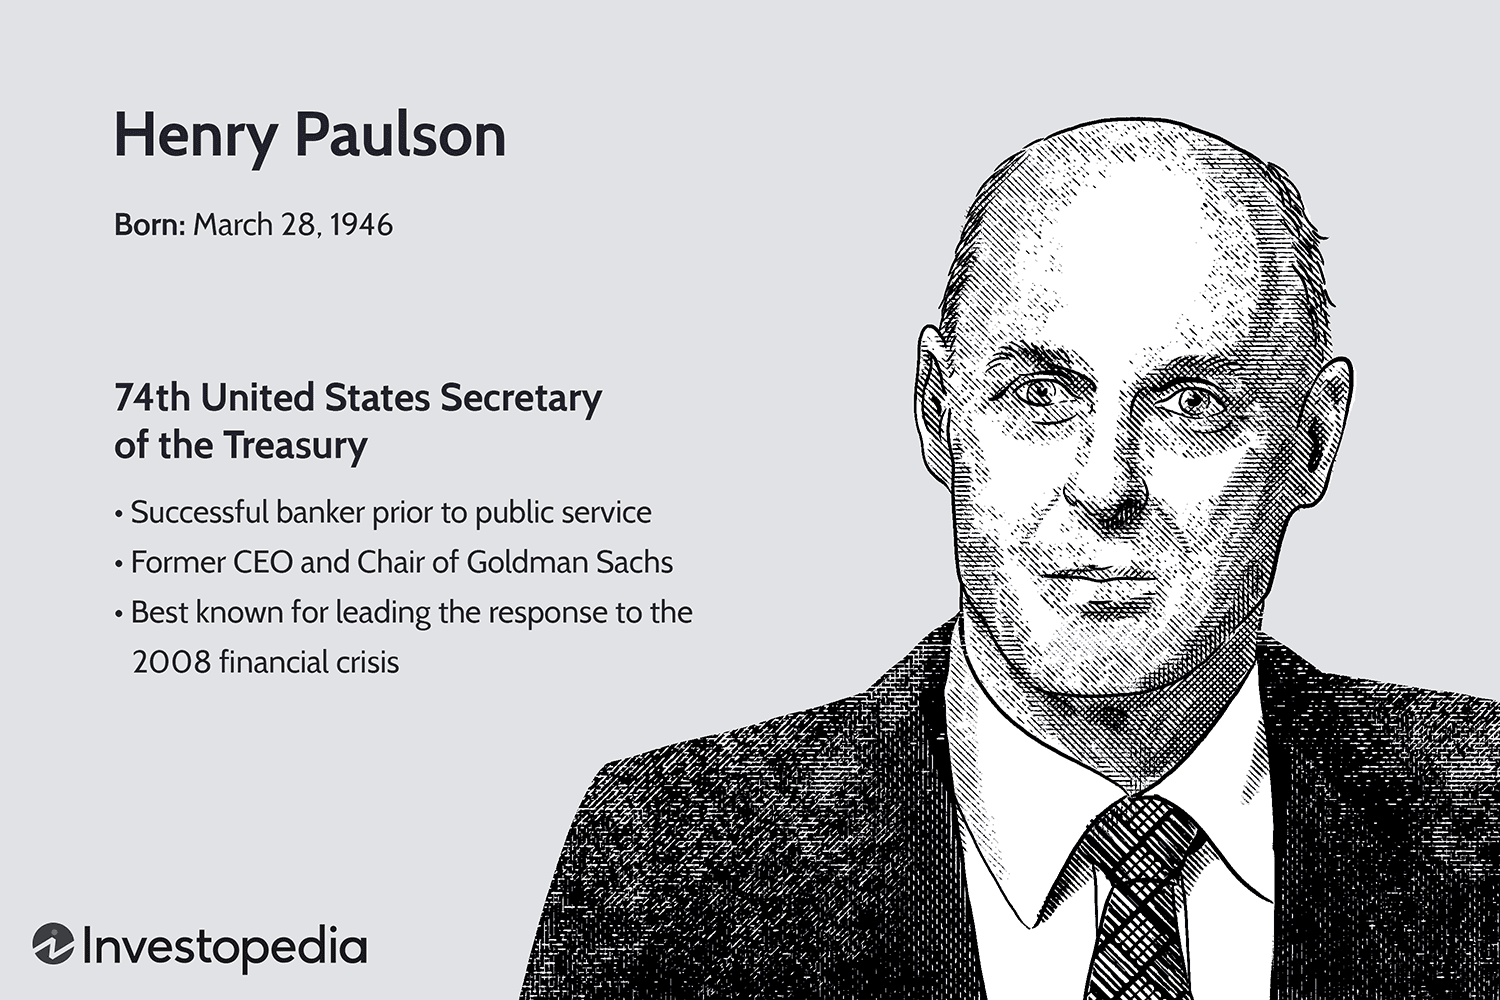 Henry Paulson
Born: March 28, 1946
74th United States Secretary
of the Treasury
• Successful banker prior to public service
• Former CEO and Chair of Goldman Sachs
• Best known for leading the response to the
2008 financial crisis
Investopedia